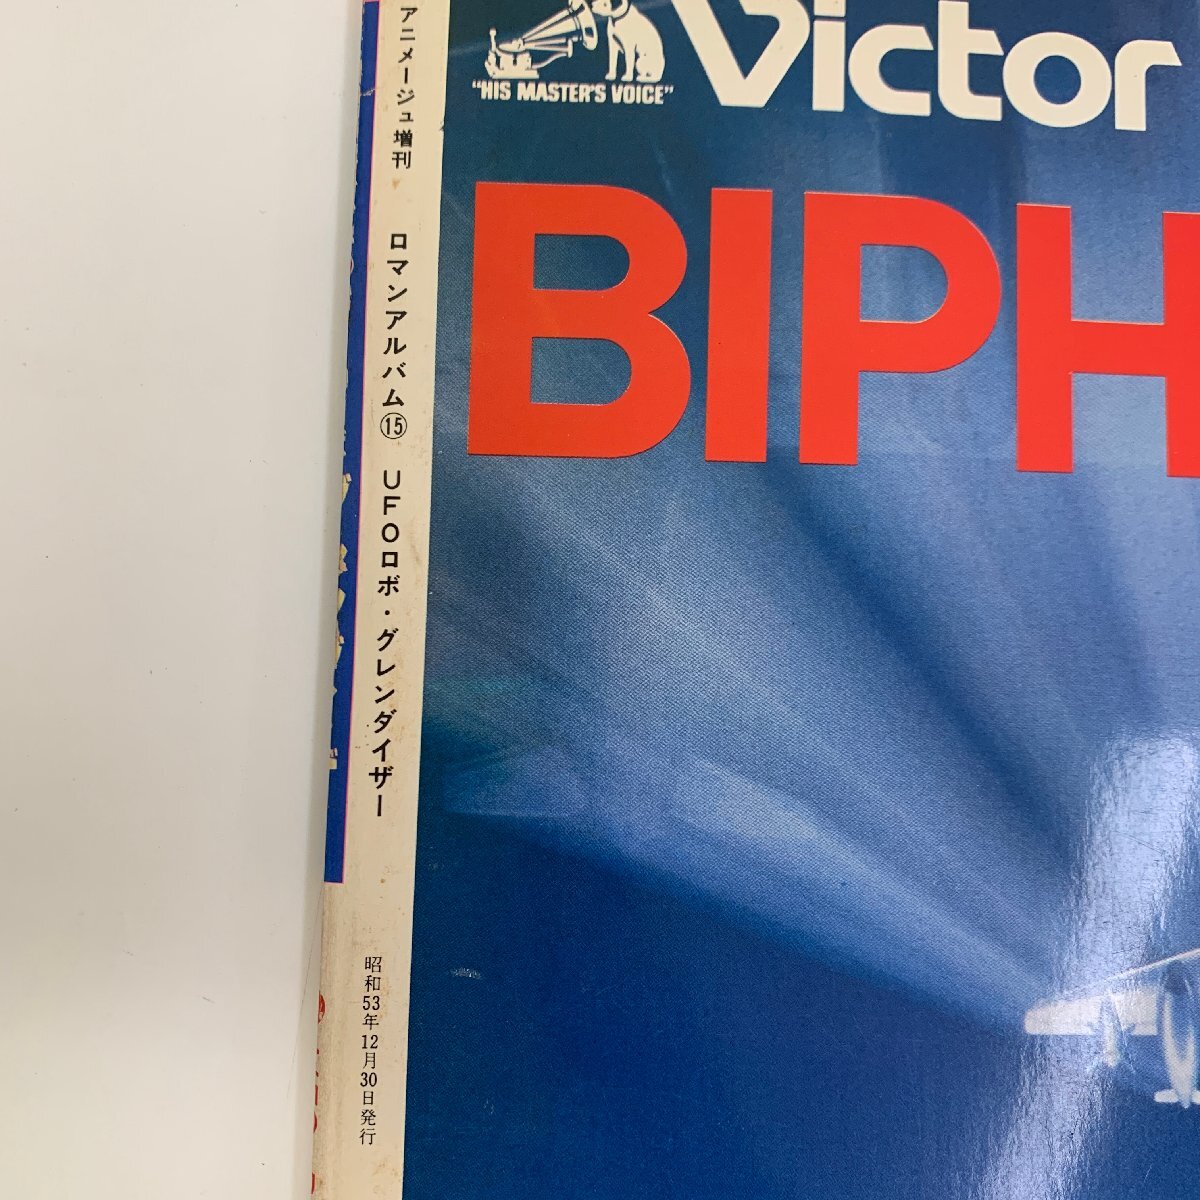 アニメージュ増刊 ロマンアルバム⑮ UFOロボ・グレンダイザー
昭和53年12月30日発行
"HIS MASTER'S VOICE"
Victor
BIPH